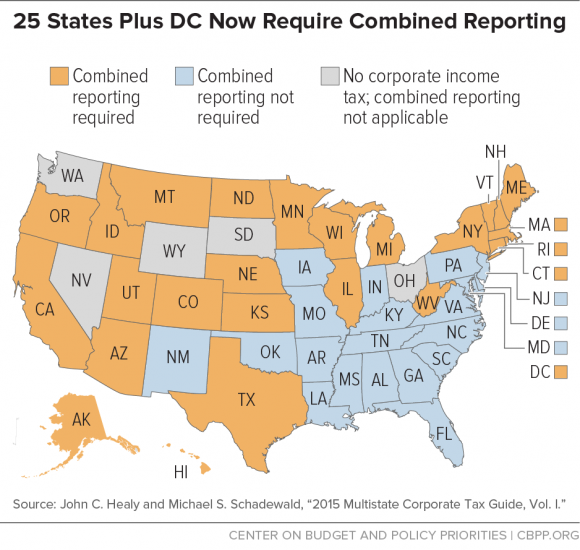 25 States Plus DC Now Require Combined Reporting
Combined
reporting
required
Combined
reporting not
required
No corporate income
tax; combined reporting
not applicable
NH
WA
VT
ME
MT
ND
MN
OR
ID
WI
NY
MA
SD
MI
RI
WY
IA
PA
CT
NV
NE
IL
IN
OH
NJ
UT
CO
WV
VA
DE
CA
KS
MO
KY
NC
MD
TN
AZ
NM
OK
AR
SC
DC
MS
AL
GA
TX
LA
AK
FL
HI
Source: John C. Healy and Michael S. Schadewald, “2015 Multistate Corporate Tax Guide, Vol. I.”
CENTER ON BUDGET AND POLICY PRIORITIES | CBPP.ORG